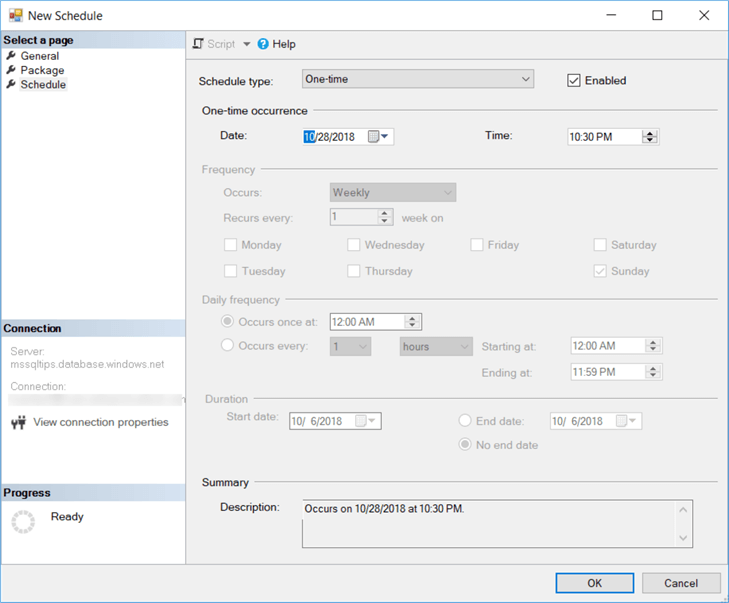 New Schedule
Select a page
General
Package
Schedule
Script Help
Schedule type: One-time Enabled
One-time occurrence
Date: 10/28/2018 Time: 10:30 PM
Frequency
Occurs: Weekly
Recurs every: 1 week on
Monday Wednesday Friday Saturday
Tuesday Thursday Sunday
Daily frequency
Occurs once at: 12:00 AM
Occurs every: 1 hours Starting at: 12:00 AM
Ending at: 11:59 PM
Duration
Start date: 10/ 6/2018 End date: 10/ 6/2018
No end date
Summary
Description: Occurs on 10/28/2018 at 10:30 PM.
Connection
Server:
mssqltips.database.windows.net
Connection:
View connection properties
Progress
Ready
OK Cancel